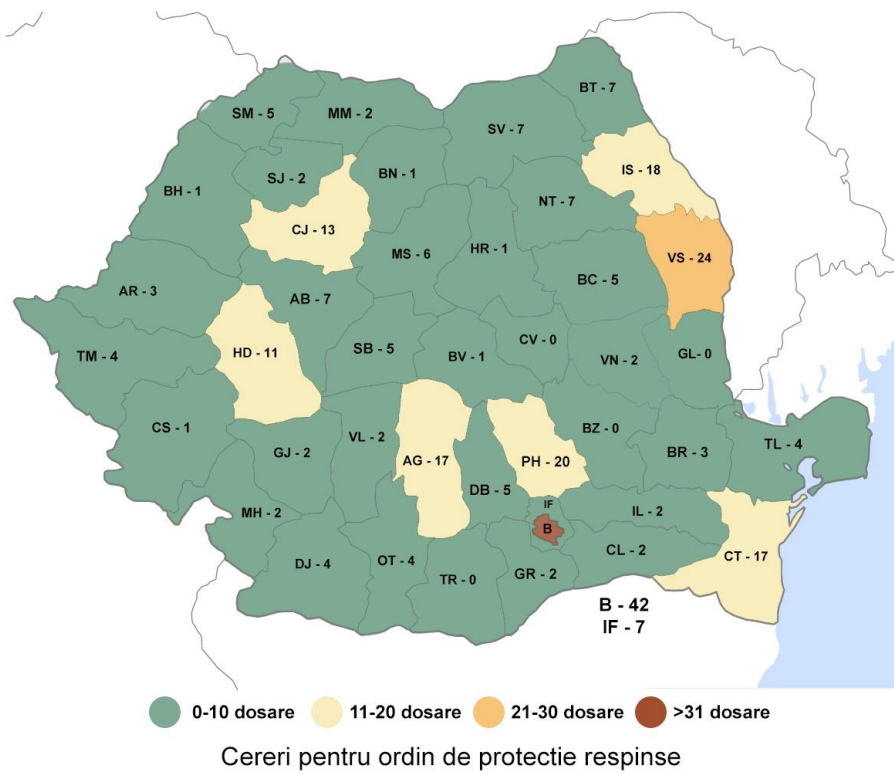 BT - 7
SM - 5
MM - 2
SV - 7
IS - 18
SJ - 2
BN - 1
BH - 1
NT - 7
CJ - 13
MS - 6
HR - 1
VS - 24
BC - 5
AR - 3
AB - 7
CV - 0
HD - 11
SB - 5
BV - 1
VN - 2
GL- 0
TM - 4
CS - 1
GJ - 2
VL - 2
BZ - 0
BR - 3
TL - 4
AG - 17
PH - 20
DB - 5
IF
IL - 2
MH - 2
B
CL - 2
CT - 17
DJ - 4
OT - 4
TR - 0
GR - 2
B - 42
IF - 7
0-10 dosare
11-20 dosare
21-30 dosare
>31 dosare
Cereri pentru ordin de protectie respinse